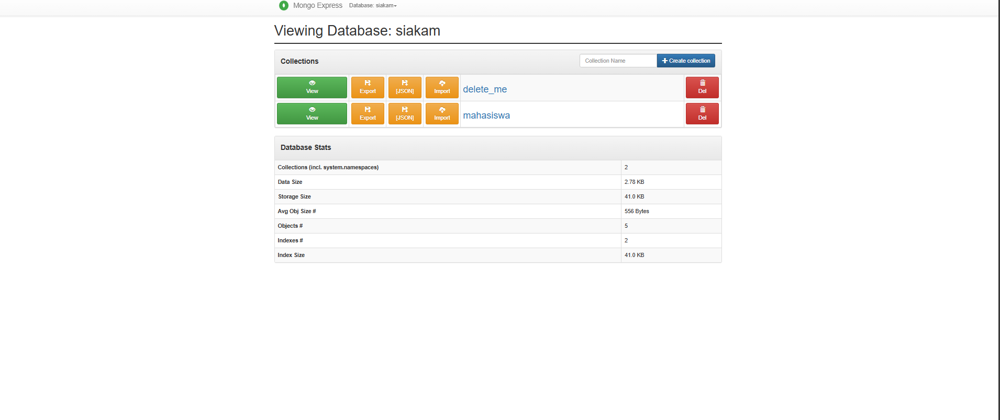 Mongo Express Database: siakam
Viewing Database: siakam
Collections
Collection Name
Create collection
View Export [JSON] Import delete_me Del
View Export [JSON] Import mahasiswa Del
Database Stats
Collections (incl. system.namespaces) 2
Data Size 2.78 KB
Storage Size 41.0 KB
Avg Obj Size # 556 Bytes
Objects # 5
Indexes # 2
Index Size 41.0 KB